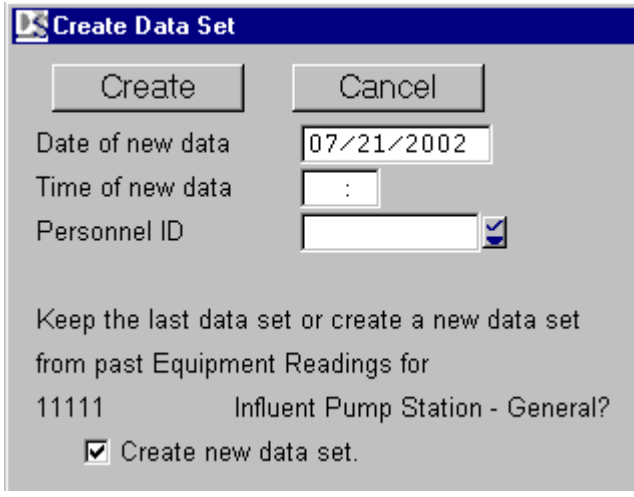 DS Create Data Set
Create Cancel
Date of new data 07/21/2002
Time of new data :
Personnel ID
Keep the last data set or create a new data set
from past Equipment Readings for
11111 Influent Pump Station - General?
Create new data set.